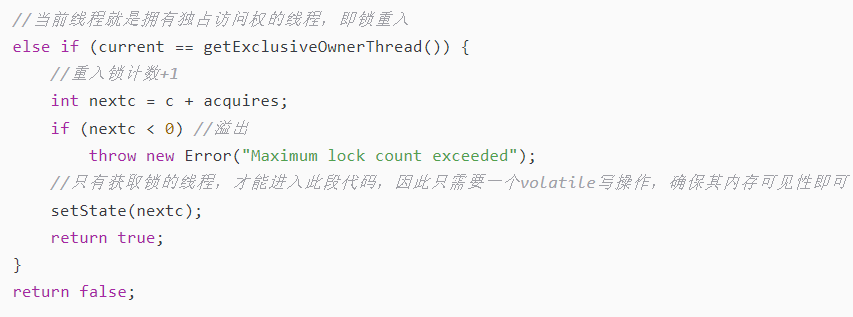 //当前线程就是拥有独占访问权的线程，即锁重入
else if (current == getExclusiveOwnerThread()) {
    //重入锁计数+1
    int nextc = c + acquires;
    if (nextc < 0) //溢出
        throw new Error("Maximum lock count exceeded");
    //只有获取锁的线程，才能进入此段代码，因此只需要一个volatile写操作，确保其内存可见性即可
    setState(nextc);
    return true;
}
return false;